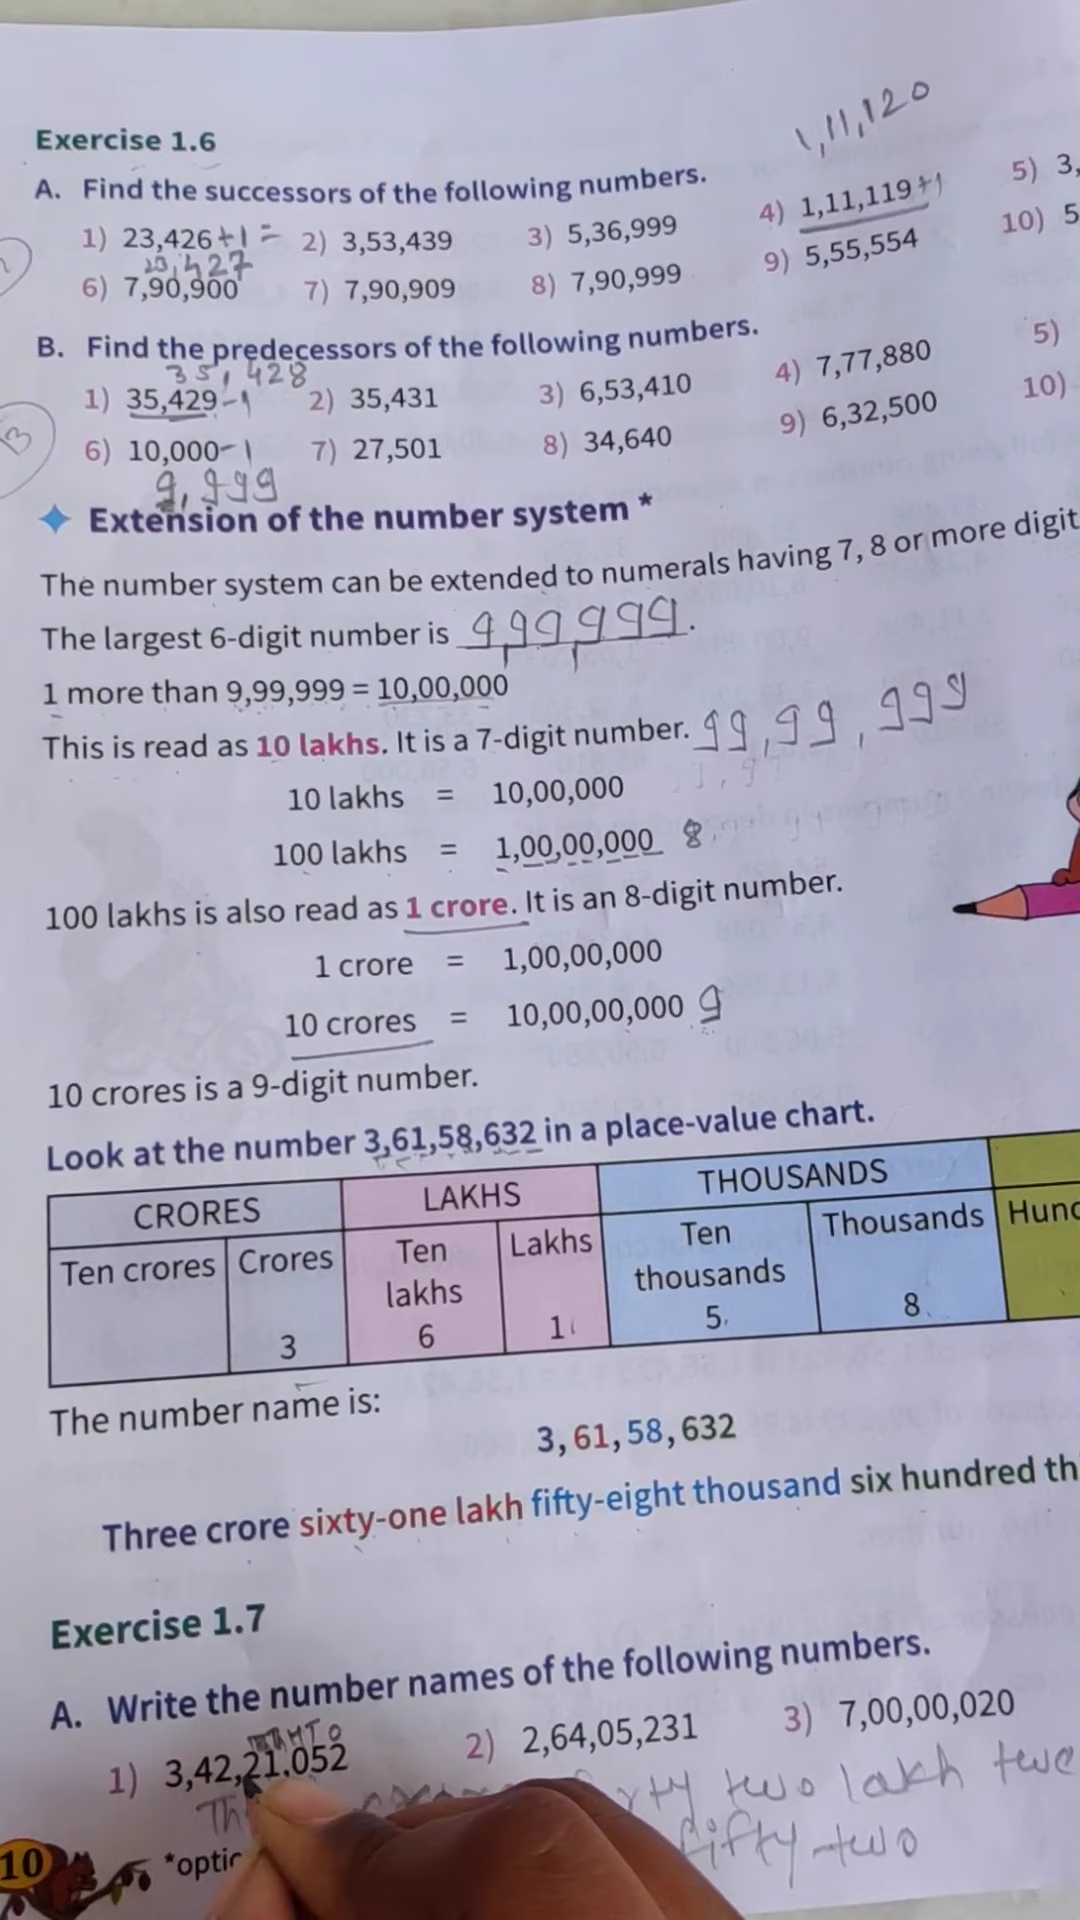 1,11,120
Exercise 1.6
A. Find the successors of the following numbers.
1) 23,426+1= 2) 3,53,439 3) 5,36,999 4) 1,11,119+1 5) 3,
23,427
6) 7,90,900 7) 7,90,909 8) 7,90,999 9) 5,55,554 10) 5
B. Find the predecessors of the following numbers.
35,428
1) 35,429-1 2) 35,431 3) 6,53,410 4) 7,77,880 5)
6) 10,000-1 7) 27,501 8) 34,640 9) 6,32,500 10)
9,999
Extension of the number system *
The number system can be extended to numerals having 7, 8 or more digit
The largest 6-digit number is 9,99,999.
1 more than 9,99,999 = 10,00,000
This is read as 10 lakhs. It is a 7-digit number. 99,99,999
10 lakhs = 10,00,000
100 lakhs = 1,00,00,000 8
100 lakhs is also read as 1 crore. It is an 8-digit number.
1 crore = 1,00,00,000
10 crores = 10,00,00,000 9
10 crores is a 9-digit number.
Look at the number 3,61,58,632 in a place-value chart.
CRORES LAKHS THOUSANDS
Ten crores Crores Ten lakhs Lakhs Ten thousands Thousands Hund
3 6 1 5 8
The number name is:
3,61,58,632
Three crore sixty-one lakh fifty-eight thousand six hundred th
Exercise 1.7
A. Write the number names of the following numbers.
HTO
1) 3,42,21,052 2) 2,64,05,231 3) 7,00,00,020
Th rty two lakh twe
fifty-two
10 *optio